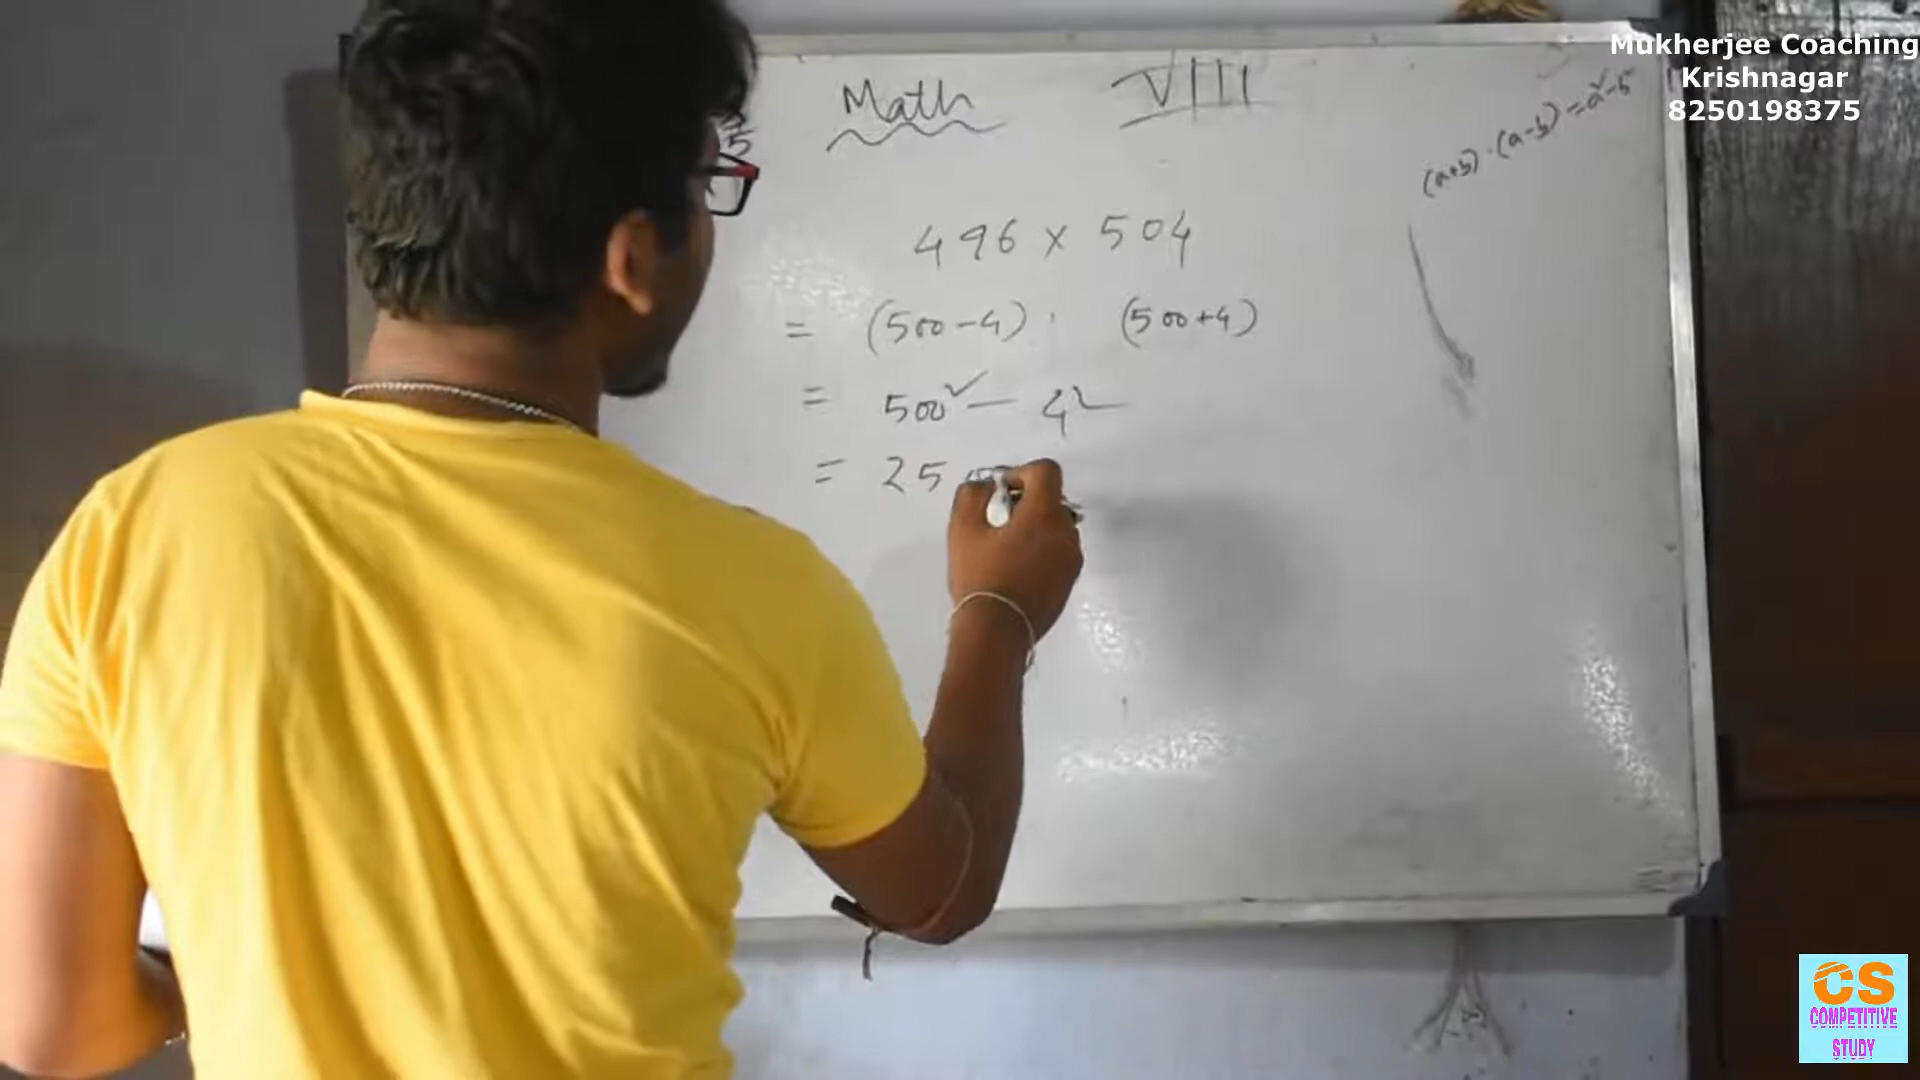 Mukherjee Coaching
Krishnagar
8250198375
Math VIII
(a+b) · (a-b) = a² - b²
5
496 x 504
= (500-4) · (500+4)
= 500² - 4²
= 25
CS
COMPETITIVE
STUDY